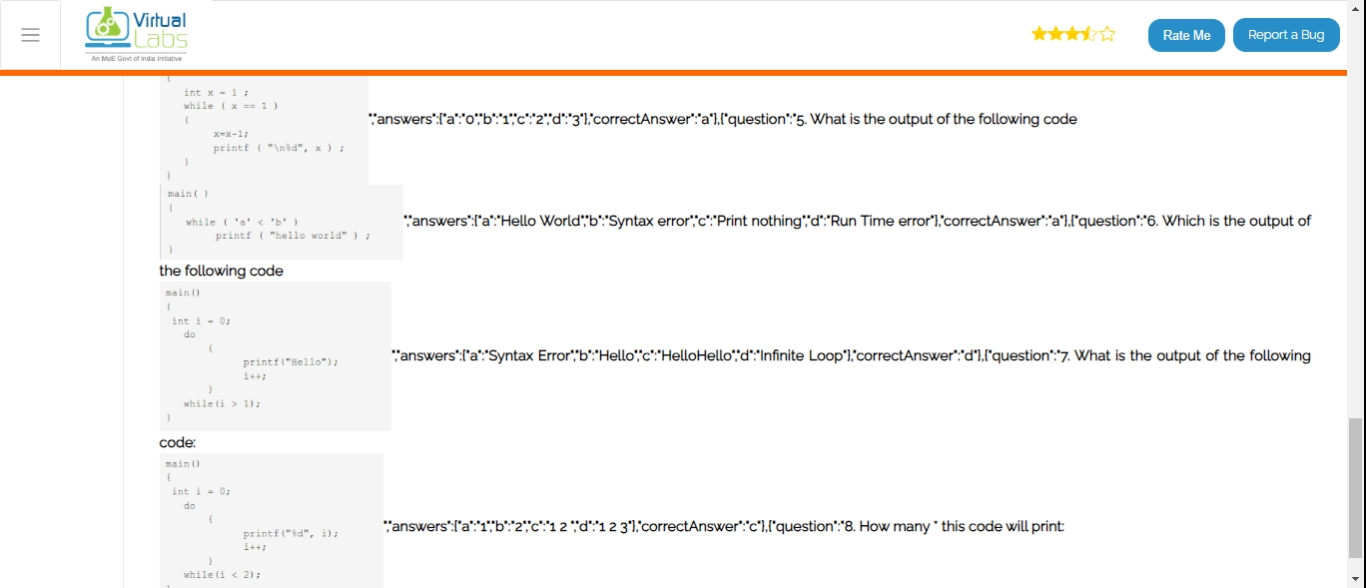 Virtual
Labs
An MoE Govt of India Initiative
Rate Me
Report a Bug
{
int x = 1 ;
while ( x == 1 )
{
x=x-1;
printf ( "\n%d", x ) ;
}
}
","answers":{"a":"0","b":"1","c":"2","d":"3"},"correctAnswer":"a"},{"question":"5. What is the output of the following code
main( )
{
while ( 'a' < 'b' )
printf ( "hello world" ) ;
}
","answers":{"a":"Hello World","b":"Syntax error","c":"Print nothing","d":"Run Time error"},"correctAnswer":"a"},{"question":"6. Which is the output of
the following code
main()
{
int i = 0;
do
{
printf("Hello");
i++;
}
while(i > 1);
}
","answers":{"a":"Syntax Error","b":"Hello","c":"HelloHello","d":"Infinite Loop"},"correctAnswer":"d"},{"question":"7. What is the output of the following
code:
main()
{
int i = 0;
do
{
printf("%d", i);
i++;
}
while(i < 2);
}
","answers":{"a":"1","b":"2","c":"1 2 ","d":"1 2 3"},"correctAnswer":"c"},{"question":"8. How many * this code will print: